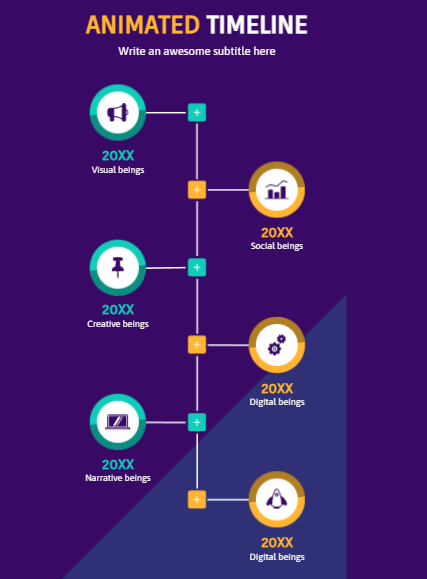 ANIMATED TIMELINE
Write an awesome subtitle here
20XX
Visual beings
20XX
Social beings
20XX
Creative beings
20XX
Digital beings
20XX
Narrative beings
20XX
Digital beings